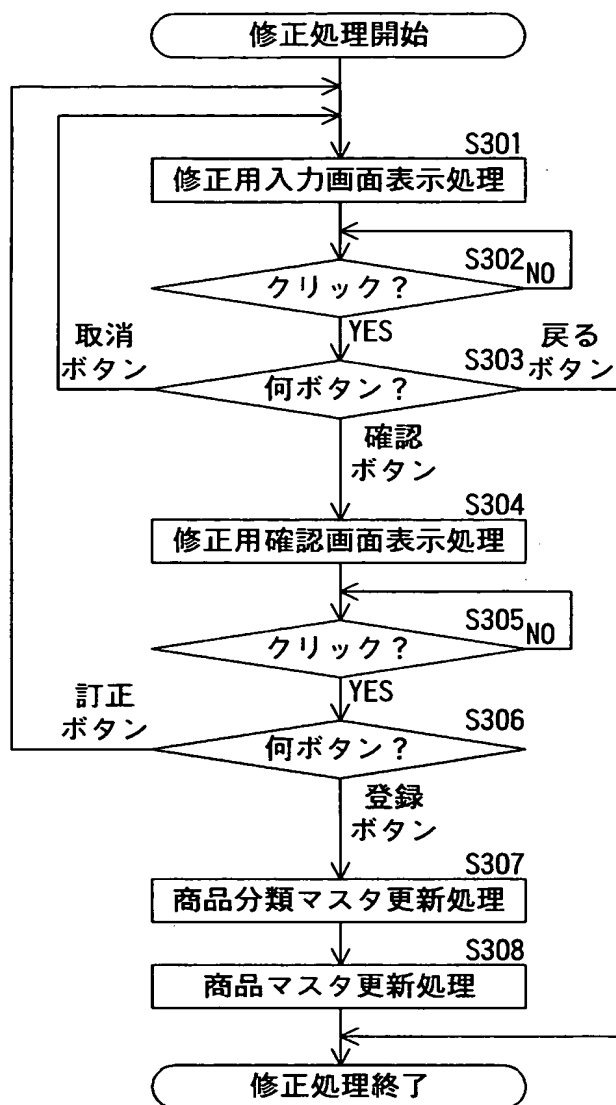 修正処理開始
S301
修正用入力画面表示処理
S302
NO
クリック？
YES
取消
ボタン
戻る
ボタン
S303
何ボタン？
確認
ボタン
S304
修正用確認画面表示処理
S305
NO
クリック？
YES
訂正
ボタン
S306
何ボタン？
登録
ボタン
S307
商品分類マスタ更新処理
S308
商品マスタ更新処理
修正処理終了